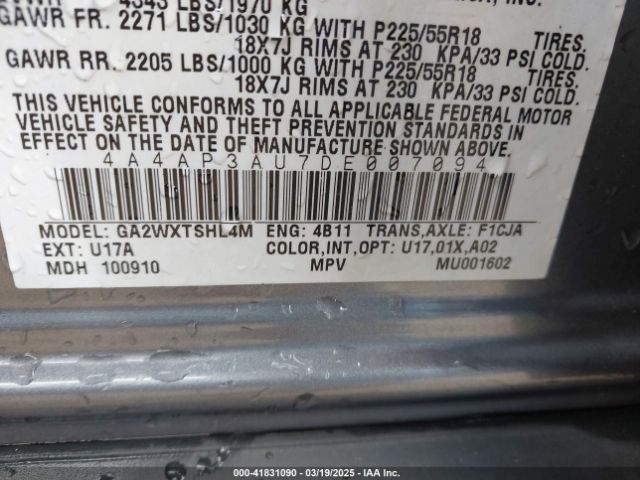 4343 LBS/1970 KG
GAWR FR. 2271 LBS/1030 KG WITH P225/55R18 TIRES.
18X7J RIMS AT 230 KPA/33 PSI COLD.
GAWR RR. 2205 LBS/1000 KG WITH P225/55R18 TIRES.
18X7J RIMS AT 230 KPA/33 PSI COLD.
THIS VEHICLE CONFORMS TO ALL APPLICABLE FEDERAL MOTOR
VEHICLE SAFETY AND THEFT PREVENTION STANDARDS IN
EFFECT ON THE DATE OF MANUFACTURE SHOWN ABOVE.
4A4AP3AU7DE007094
MODEL: GA2WXTSHL4M ENG: 4B11 TRANS,AXLE: F1CJA
EXT: U17A COLOR,INT,OPT: U17,01X,A02
MDH 100910 MPV MU001602
000-41831090 — 03/19/2025 — IAA Inc.